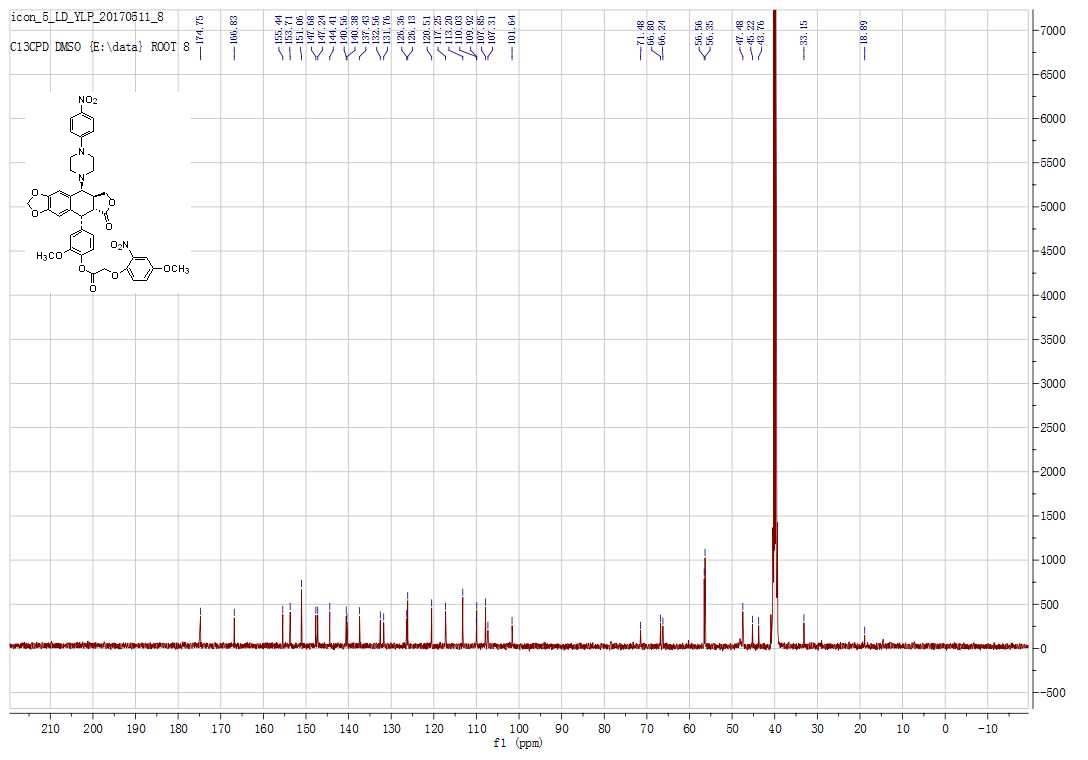 icon_5_LD_YLP_20170511_8
C13CPD DMSO {E:\data} ROOT 8
174.75
166.83
155.44
153.71
151.06
147.68
147.24
144.41
140.56
140.38
137.43
132.56
131.76
126.36
126.13
120.51
117.25
113.20
110.03
109.92
107.85
107.31
101.64
71.48
66.80
66.24
56.56
56.35
47.48
45.22
43.76
33.15
18.89
NO2
N
N
O
O
O
O
H3CO
O2N
O
O
O
OCH3
7000
6500
6000
5500
5000
4500
4000
3500
3000
2500
2000
1500
1000
500
0
-500
210 200 190 180 170 160 150 140 130 120 110 100 90 80 70 60 50 40 30 20 10 0 -10
f1 (ppm)